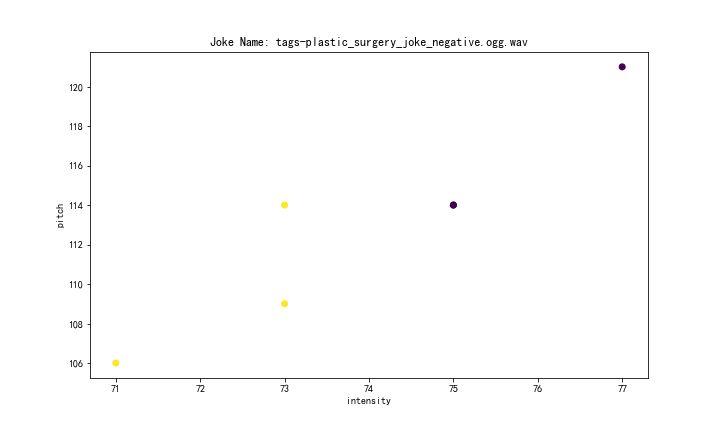 Joke Name: tags-plastic_surgery_joke_negative.ogg.wav
120
118
116
114
112
110
108
106
pitch
71 72 73 74 75 76 77
intensity